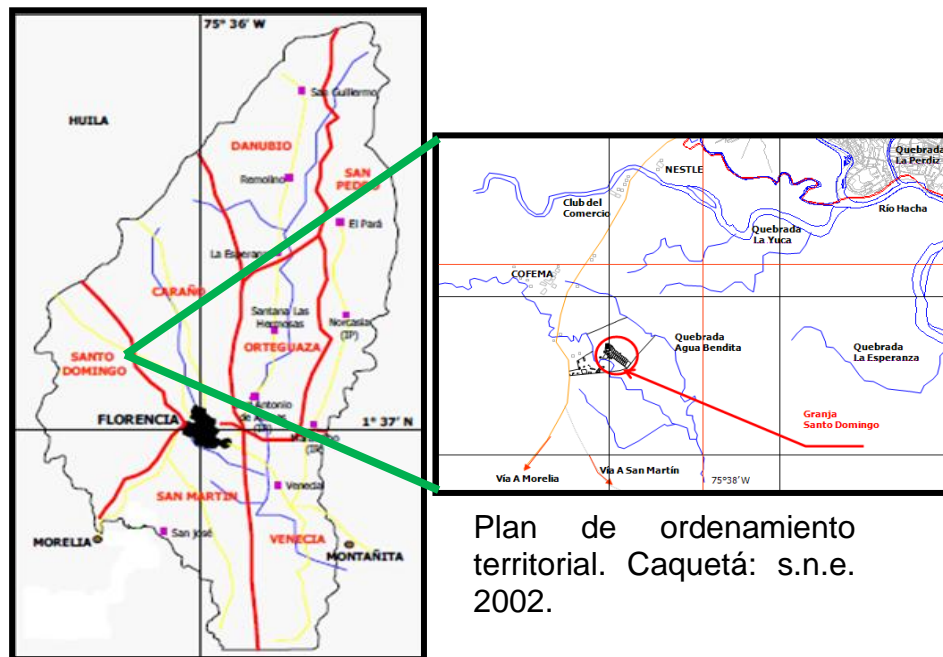 75° 36' W
HUILA
San Guillermo
DANUBIO
SAN
Remolino
El Pará
La Esperanza
CARAÑO
Santana Las
Hermosas
Norcasia
(IP)
SANTO
DOMINGO
ORTEGUAZA
Antonio
FLORENCIA
1° 37' N
SAN MARTIN
Venecia
San José
VENECIA
MORELIA
MONTAÑITA
Quebrada
La Perdiz
NESTLE
Club del
Comercio
Río Hacha
Quebrada
La Yuca
COFEMA
Quebrada
Agua Bendita
Quebrada
La Esperanza
Granja
Santo Domingo
Vía A Morelia
Vía A San Martín
75°38' W
Plan de ordenamiento
territorial. Caquetá: s.n.e.
2002.